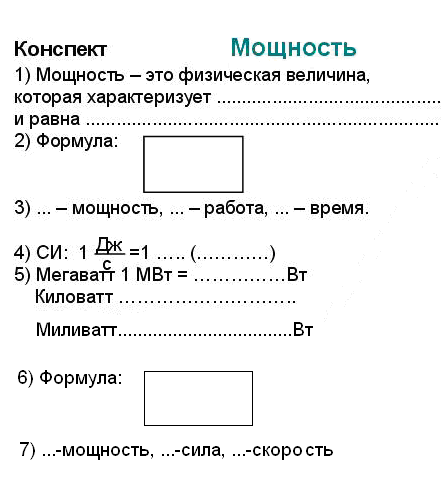 Конспект Мощность
1) Мощность – это физическая величина,
которая характеризует ..........................................
и равна ................................................................
2) Формула:
3) ... – мощность, ... – работа, ... – время.
4) СИ: 1 Дж/с =1 ..... (............)
5) Мегаватт 1 МВт = ................Вт
Киловатт ..............................
Миливатт................................Вт
6) Формула:
7) ...-мощность, ...-сила, ...-скорость